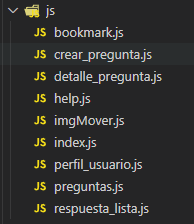 js
JS bookmark.js
JS crear_pregunta.js
JS detalle_pregunta.js
JS help.js
JS imgMover.js
JS index.js
JS perfil_usuario.js
JS preguntas.js
JS respuesta_lista.js